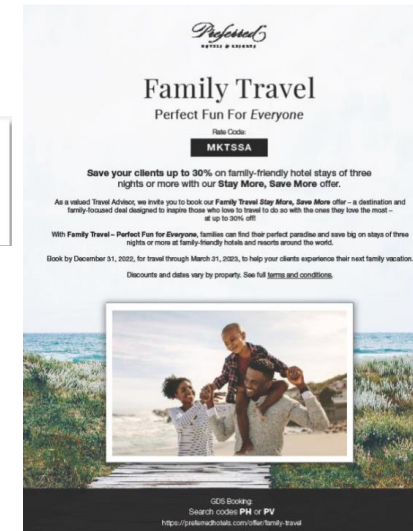 Preferred
HOTELS & RESORTS
Family Travel
Perfect Fun For Everyone
Rate Code:
MKTSSA
Save your clients up to 30% on family-friendly hotel stays of three
nights or more with our Stay More, Save More offer.
As a valued Travel Advisor, we invite you to book our Family Travel Stay More, Save More offer – a destination and
family-focused deal designed to inspire those who love to travel to do so with the ones they love the most –
at up to 30% off!
With Family Travel – Perfect Fun for Everyone, families can find their perfect paradise and save big on stays of three
nights or more at family-friendly hotels and resorts around the world.
Book by December 31, 2022, for travel through March 31, 2023, to help your clients experience their next family vacation.
Discounts and dates vary by property. See full terms and conditions.
GDS Booking:
Search codes PH or PV
https://preferredhotels.com/offer/family-travel